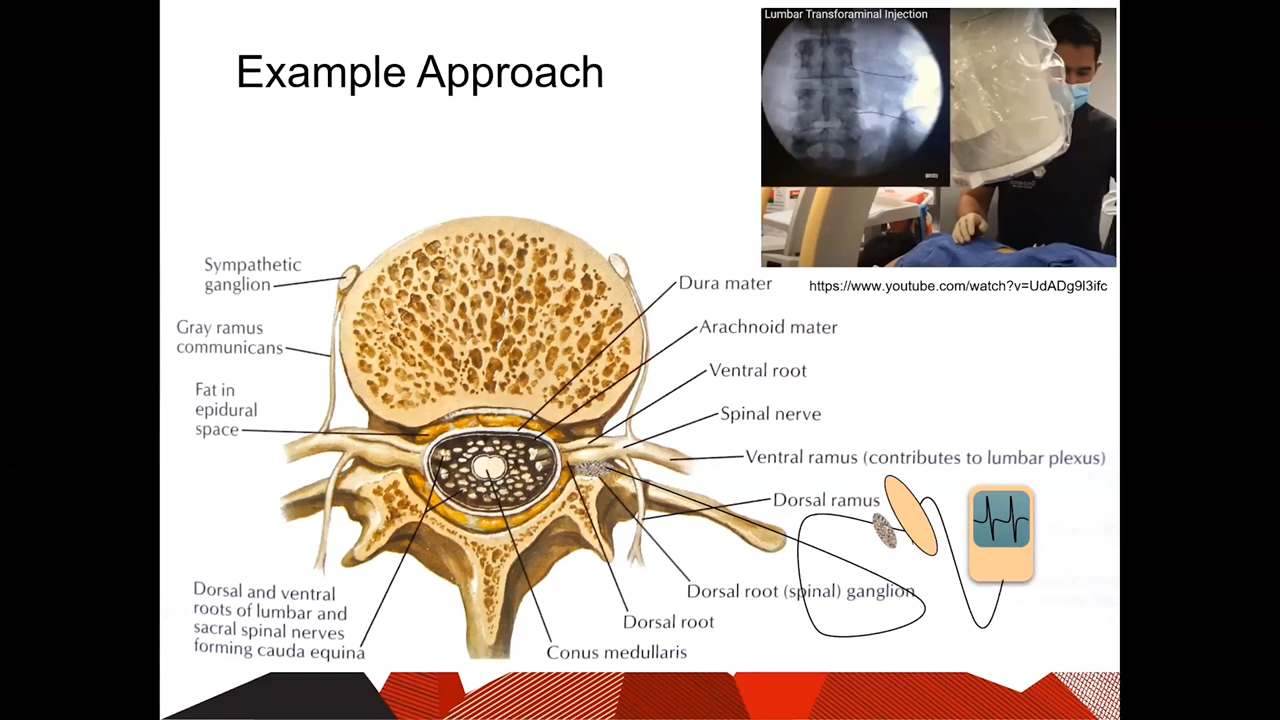 Lumbar Transforaminal Injection
Example Approach
https://www.youtube.com/watch?v=UdADg9l3ifc
Sympathetic
ganglion
Gray ramus
communicans
Fat in
epidural
space
Dorsal and ventral
roots of lumbar and
sacral spinal nerves
forming cauda equina
Dura mater
Arachnoid mater
Ventral root
Spinal nerve
Ventral ramus (contributes to lumbar plexus)
Dorsal ramus
Dorsal root (spinal) ganglion
Dorsal root
Conus medullaris